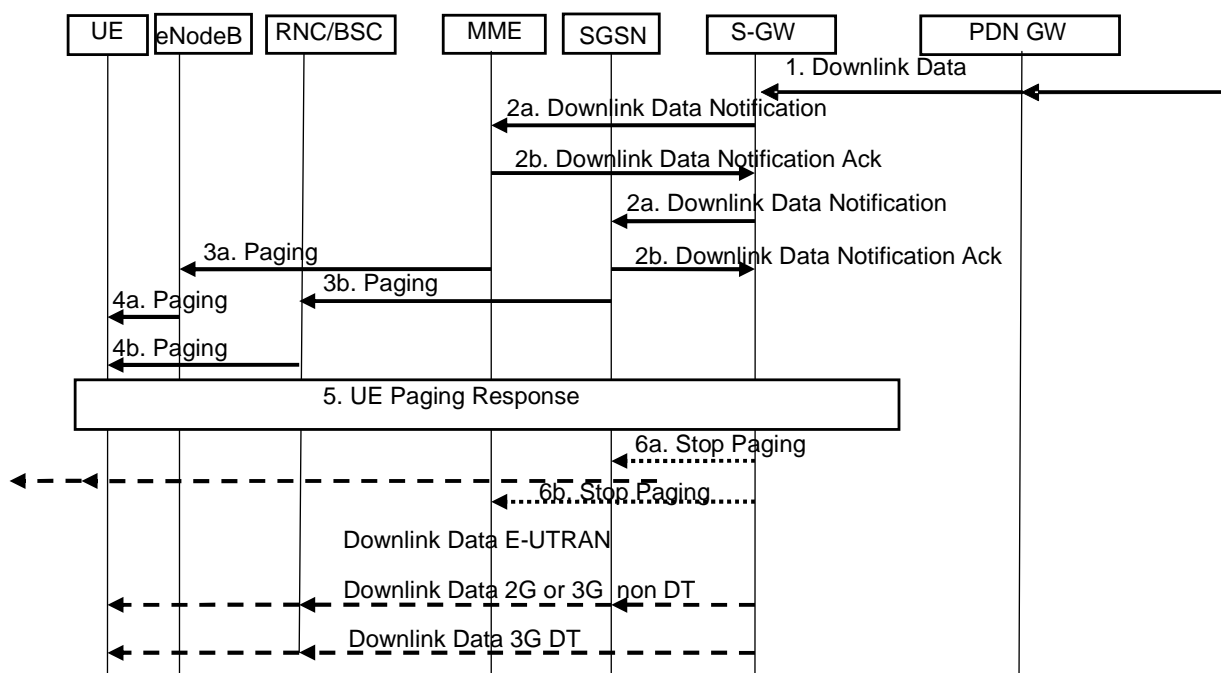 UE
eNodeB
RNC/BSC
MME
SGSN
S-GW
PDN GW
1. Downlink Data
2a. Downlink Data Notification
2b. Downlink Data Notification Ack
2a. Downlink Data Notification
3a. Paging
2b. Downlink Data Notification Ack
3b. Paging
4a. Paging
4b. Paging
5. UE Paging Response
6a. Stop Paging
6b. Stop Paging
Downlink Data E-UTRAN
Downlink Data 2G or 3G non DT
Downlink Data 3G DT